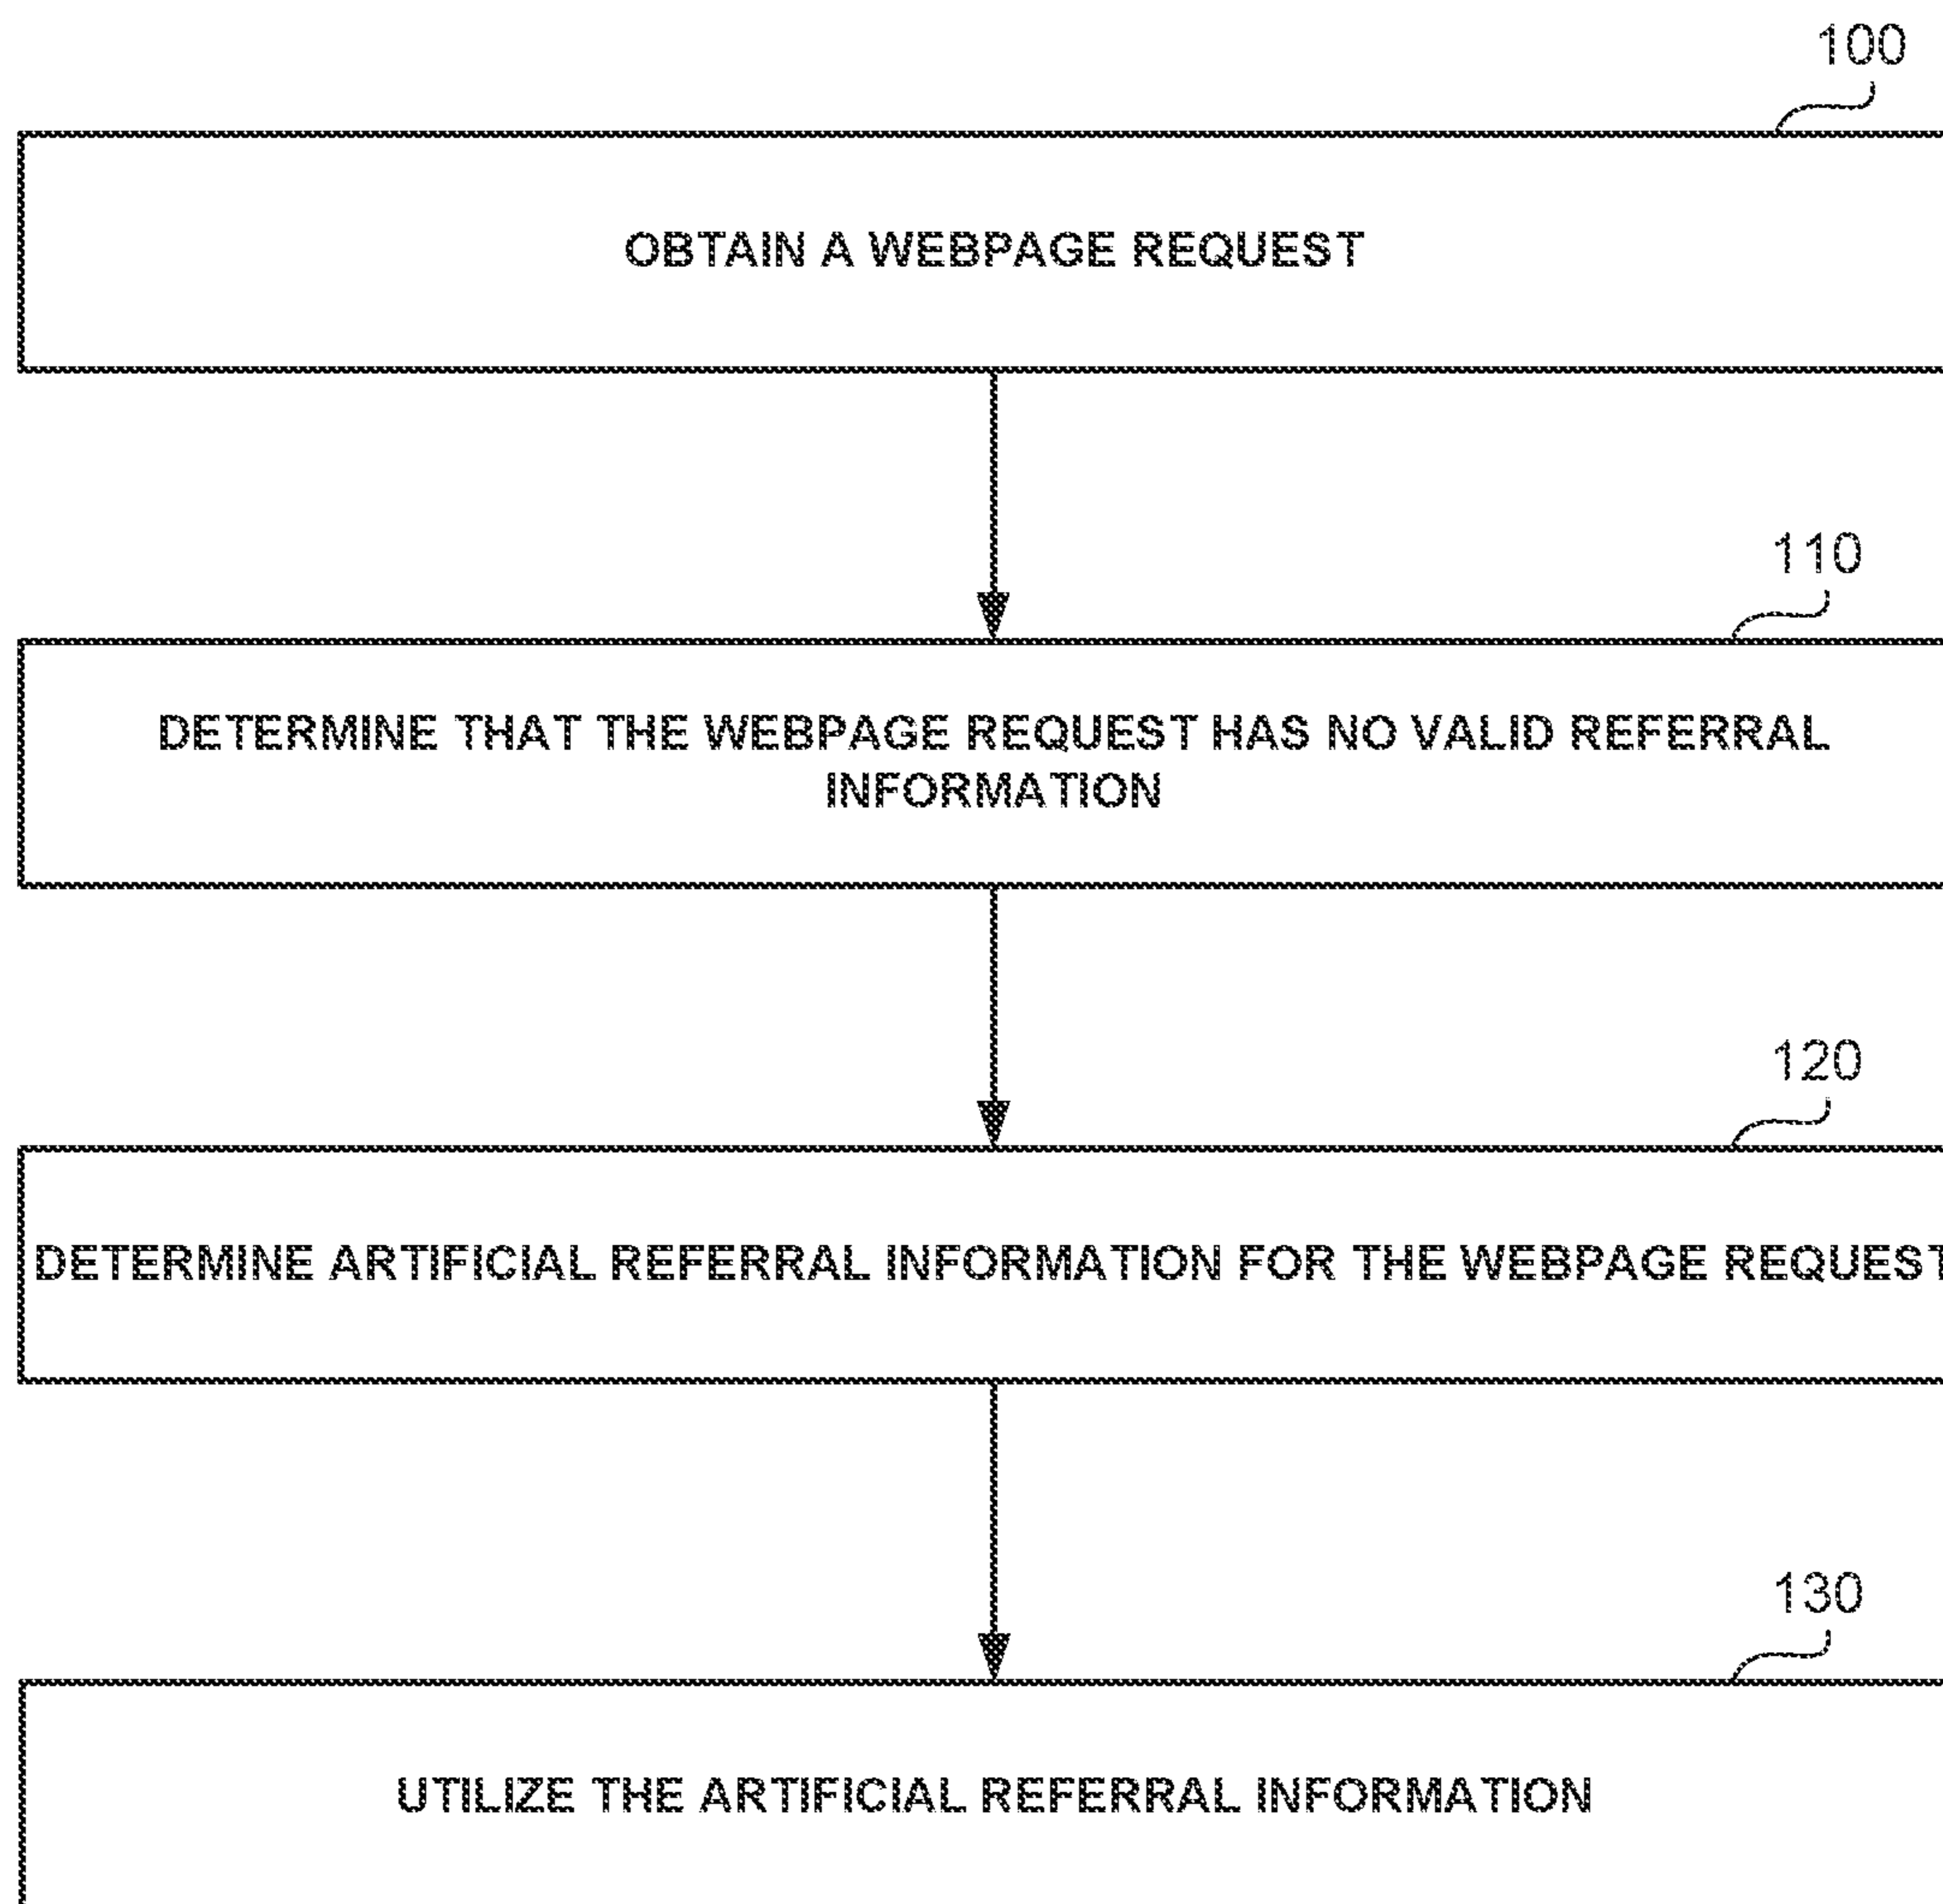 100
OBTAIN A WEBPAGE REQUEST
110
DETERMINE THAT THE WEBPAGE REQUEST HAS NO VALID REFERRAL
INFORMATION
120
DETERMINE ARTIFICIAL REFERRAL INFORMATION FOR THE WEBPAGE REQUEST
130
UTILIZE THE ARTIFICIAL REFERRAL INFORMATION